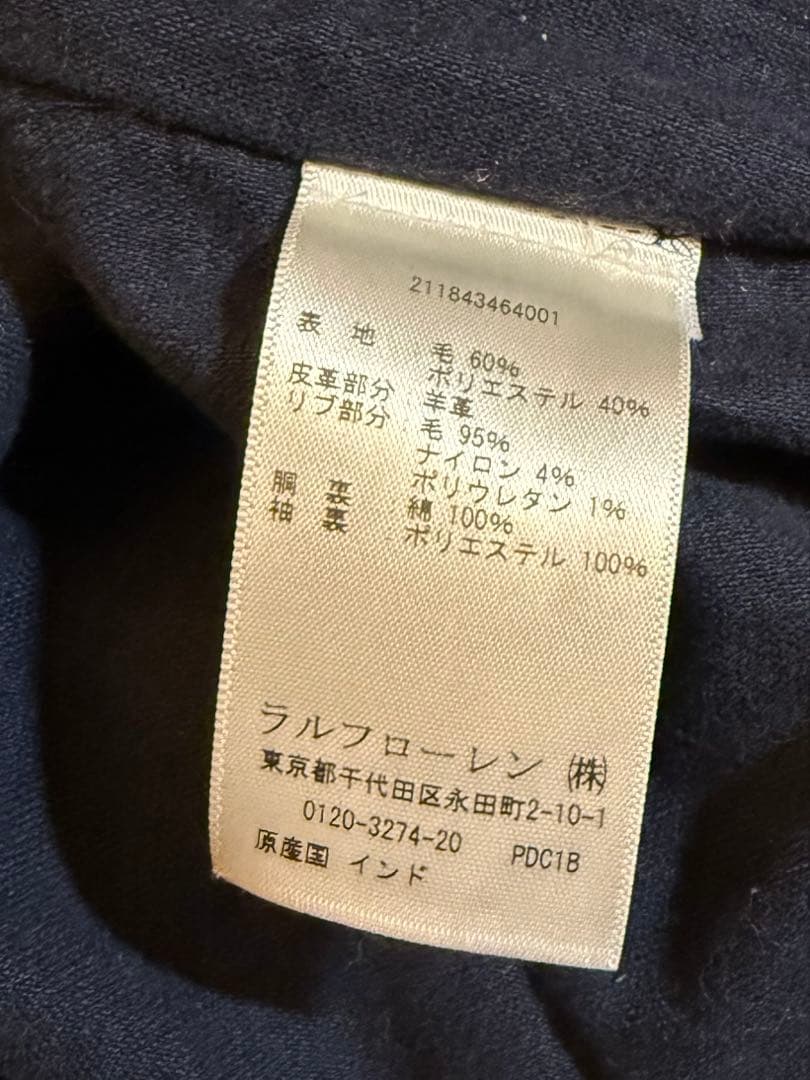 211843464001
表 地 毛 60%
ポリエステル 40%
皮革部分 羊革
リブ部分 毛 95%
ナイロン 4%
ポリウレタン 1%
胴 裏 綿 100%
袖 裏 ポリエステル 100%
ラルフローレン ㈱
東京都千代田区永田町2-10-1
0120-3274-20 PDC1B
原産国 インド